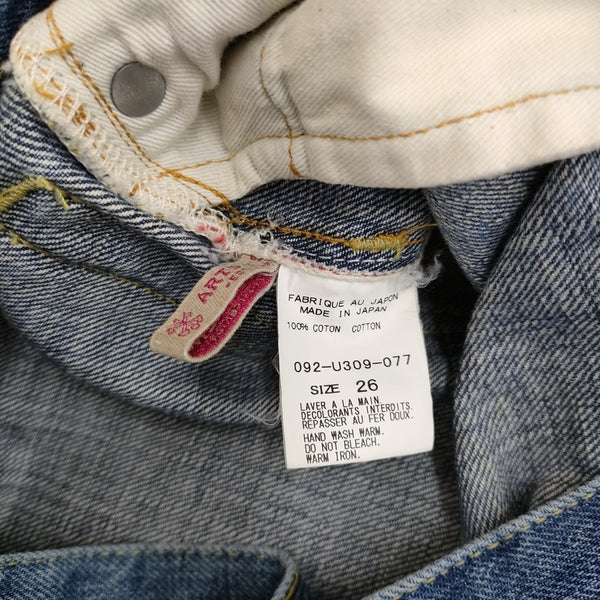 FABRIQUE AU JAPON
MADE IN JAPAN
100% COTON COTTON
092-U309-077
SIZE 26
LAVER A LA MAIN.
DECOLORANTS INTERDITS.
REPASSER AU FER DOUX.
HAND WASH WARM.
DO NOT BLEACH.
WARM IRON.